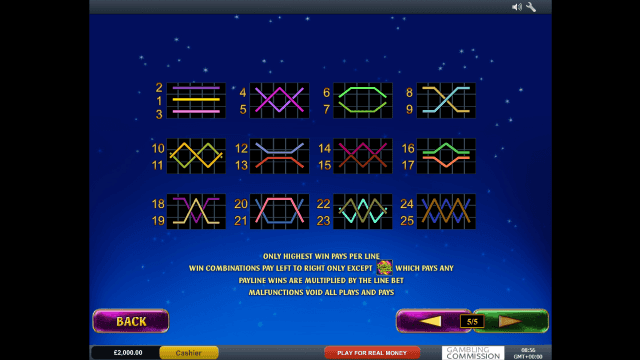 2
1
3
4
5
6
7
8
9
10
11
12
13
14
15
16
17
18
19
20
21
22
23
24
25
ONLY HIGHEST WIN PAYS PER LINE
WIN COMBINATIONS PAY LEFT TO RIGHT ONLY EXCEPT WHICH PAYS ANY
PAYLINE WINS ARE MULTIPLIED BY THE LINE BET
MALFUNCTIONS VOID ALL PLAYS AND PAYS
BACK
5/5
£2,000.00
Cashier
PLAY FOR REAL MONEY
GAMBLING
COMMISSION
08:56
GMT+00:00